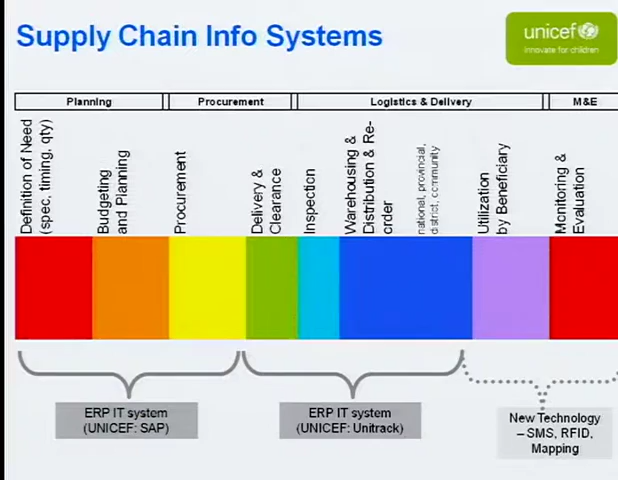 Supply Chain Info Systems
unicef
innovate for children
Planning
Procurement
Logistics & Delivery
M&E
Definition of Need
(spec, timing, qty)
Budgeting
and Planning
Procurement
Delivery &
Clearance
Inspection
Warehousing &
Distribution & Re-
order
national, provincial,
district, community
Utilization
by Beneficiary
Monitoring &
Evaluation
ERP IT system
(UNICEF: SAP)
ERP IT system
(UNICEF: Unitrack)
New Technology
– SMS, RFID,
Mapping